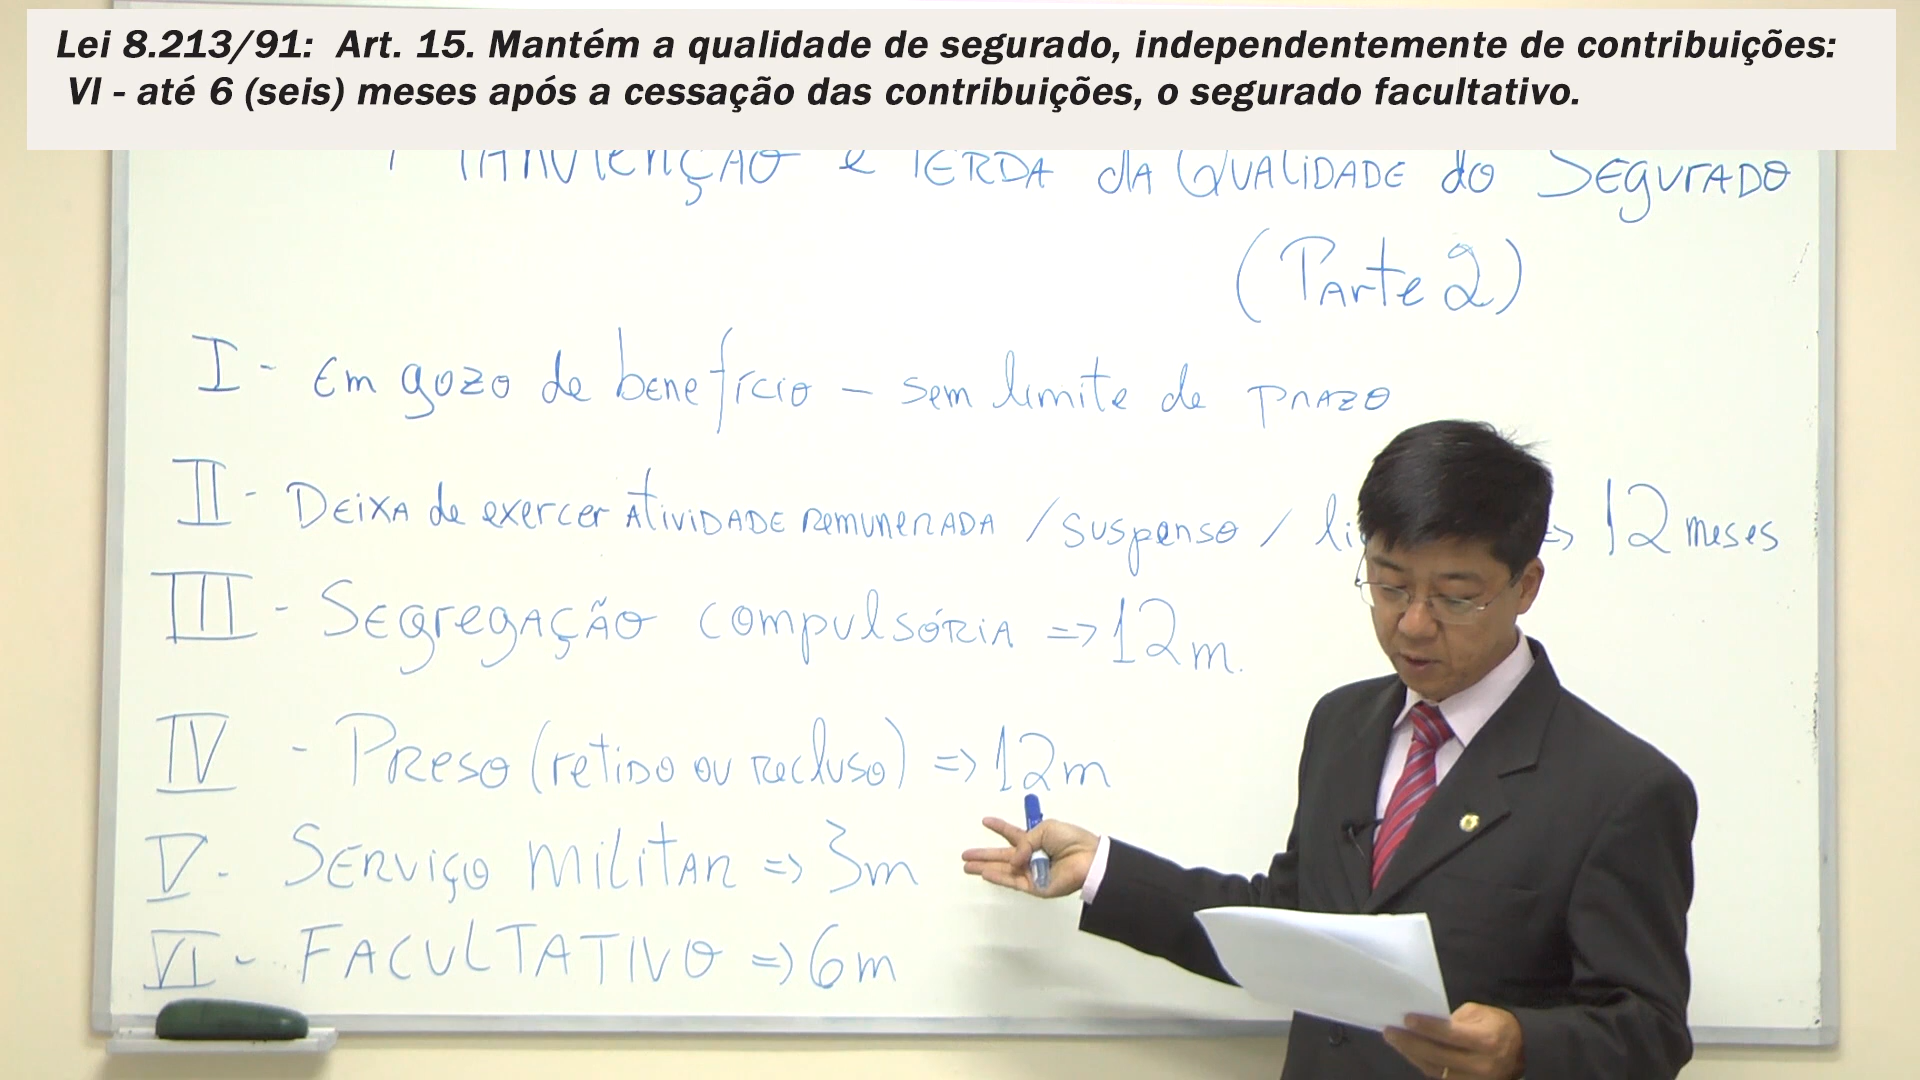 Lei 8.213/91: Art. 15. Mantém a qualidade de segurado, independentemente de contribuições:
VI - até 6 (seis) meses após a cessação das contribuições, o segurado facultativo.
MANUTENÇÃO e PERDA DA QUALIDADE do SEGURADO
(Parte 2)
I - Em gozo de benefício - sem limite de prazo
II - DEIXA de exercer ATIVIDADE REMUNERADA / suspenso / => 12 meses
III - SEGREGAÇÃO COMPULSÓRIA => 12 m.
IV - PRESO (retido ou recluso) => 12m
V - SERVIÇO MILITAR => 3m
VI - FACULTATIVO => 6m